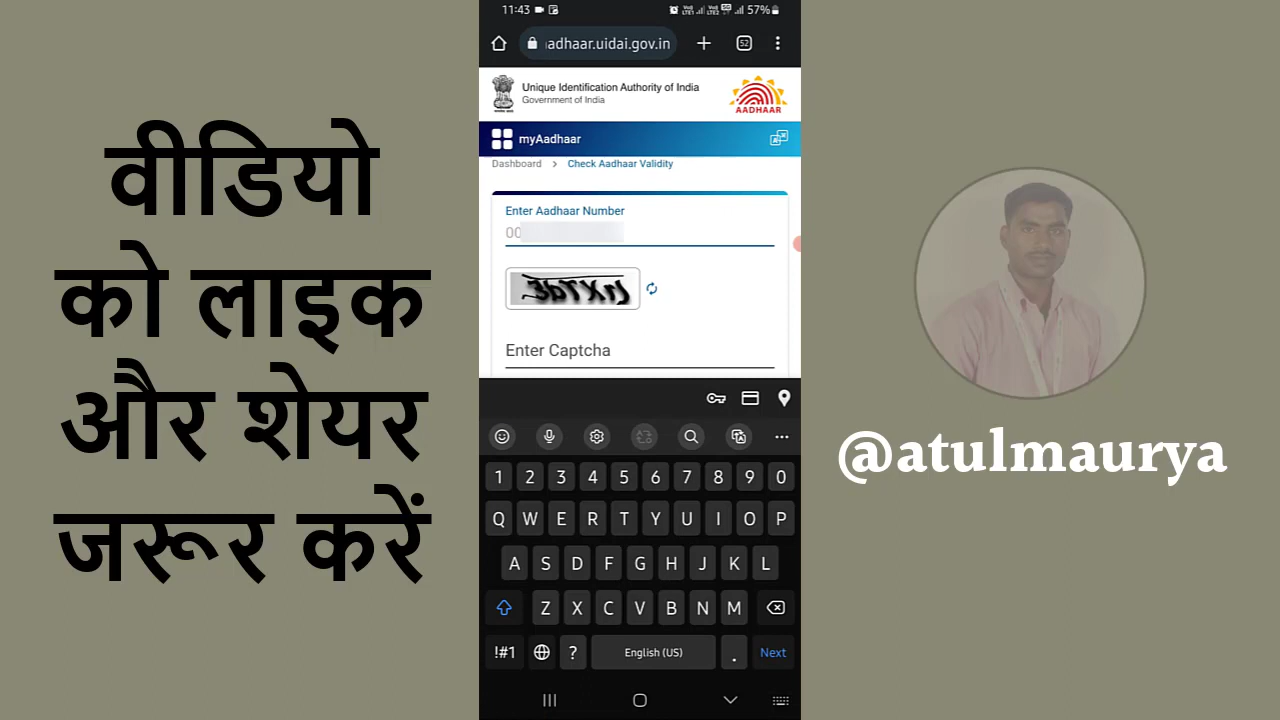 वीडियो
को लाइक
और शेयर
जरूर करें
11:43
57%
adhaar.uidai.gov.in
52
Unique Identification Authority of India
Government of India
AADHAAR
myAadhaar
Dashboard > Check Aadhaar Validity
Enter Aadhaar Number
00
Enter Captcha
1 2 3 4 5 6 7 8 9 0
Q W E R T Y U I O P
A S D F G H J K L
Z X C V B N M
!#1 ? English (US) . Next
@atulmaurya